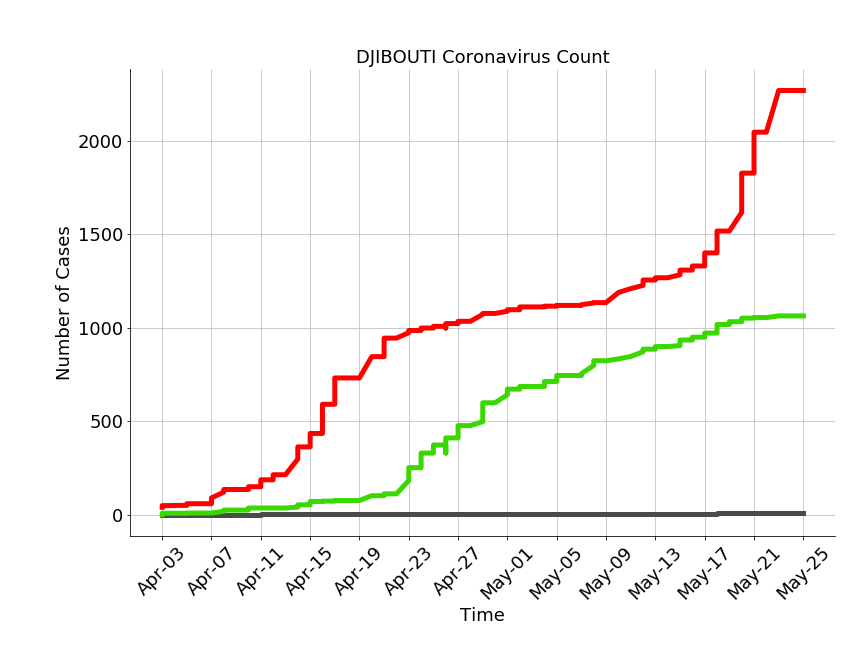 DJIBOUTI Coronavirus Count
Number of Cases
2000
1500
1000
500
0
Apr-03
Apr-07
Apr-11
Apr-15
Apr-19
Apr-23
Apr-27
May-01
May-05
May-09
May-13
May-17
May-21
May-25
Time